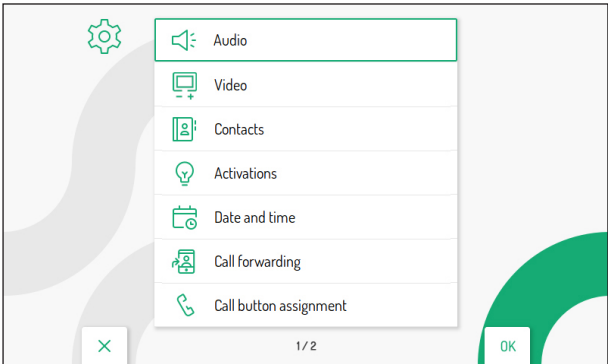 Audio
Video
Contacts
Activations
Date and time
Call forwarding
Call button assignment
1/2
OK